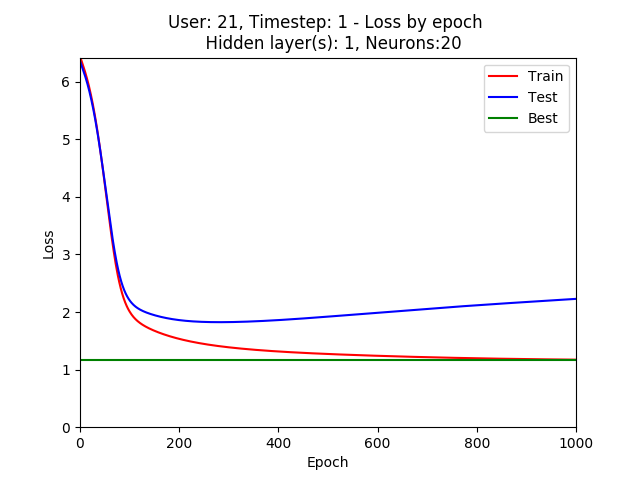 User: 21, Timestep: 1 - Loss by epoch
Hidden layer(s): 1, Neurons:20
Train
Test
Best
Loss
6
5
4
3
2
1
0
0 200 400 600 800 1000
Epoch